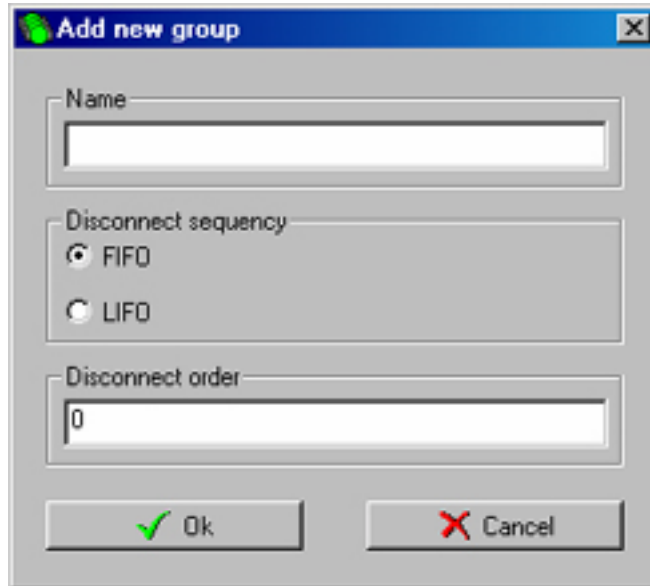 Add new group
Name
Disconnect sequency
FIFO
LIFO
Disconnect order
0
Ok
Cancel